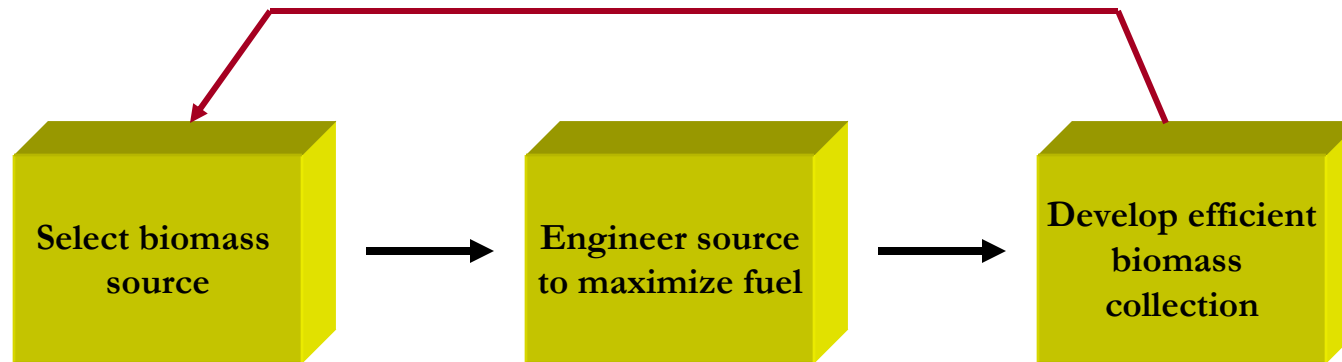 Select biomass
source
Engineer source
to maximize fuel
Develop efficient
biomass
collection